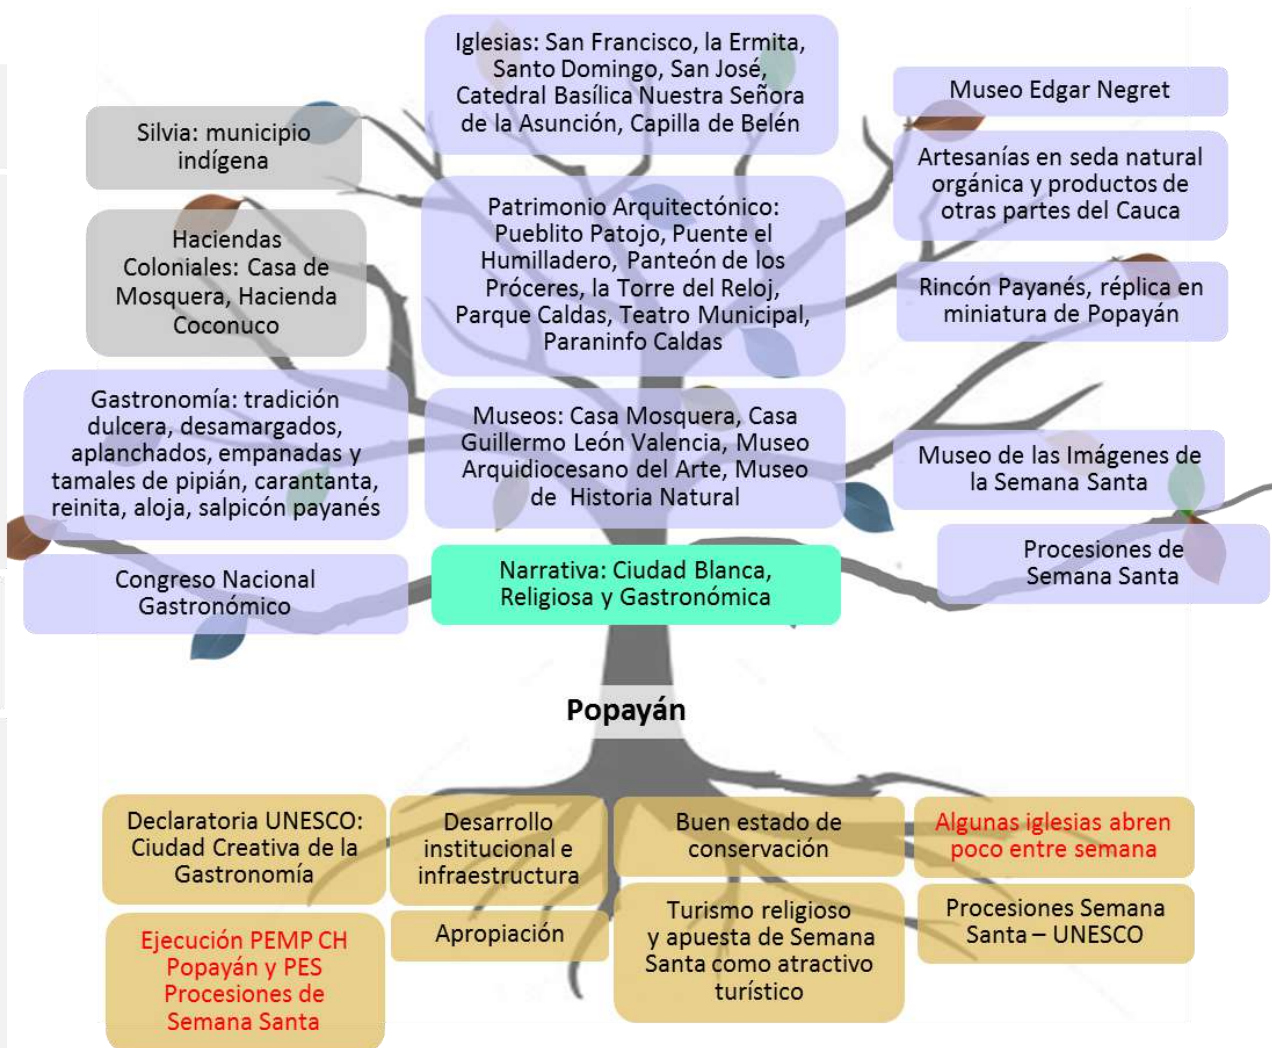 Iglesias: San Francisco, la Ermita,
Santo Domingo, San José,
Catedral Basílica Nuestra Señora
de la Asunción, Capilla de Belén
Museo Edgar Negret
Silvia: municipio
indígena
Artesanías en seda natural
orgánica y productos de
otras partes del Cauca
Patrimonio Arquitectónico:
Pueblito Patojo, Puente el
Humilladero, Panteón de los
Próceres, la Torre del Reloj,
Parque Caldas, Teatro Municipal,
Paraninfo Caldas
Haciendas
Coloniales: Casa de
Mosquera, Hacienda
Coconuco
Rincón Payanés, réplica en
miniatura de Popayán
Gastronomía: tradición
dulcera, desamargados,
aplanchados, empanadas y
tamales de pipián, carantanta,
reinita, aloja, salpicón payanés
Museos: Casa Mosquera, Casa
Guillermo León Valencia, Museo
Arquidiocesano del Arte, Museo
de Historia Natural
Museo de las Imágenes de
la Semana Santa
Congreso Nacional
Gastronómico
Narrativa: Ciudad Blanca,
Religiosa y Gastronómica
Procesiones de
Semana Santa
Popayán
Declaratoria UNESCO:
Ciudad Creativa de la
Gastronomía
Desarrollo
institucional e
infraestructura
Buen estado de
conservación
Algunas iglesias abren
poco entre semana
Ejecución PEMP CH
Popayán y PES
Procesiones de
Semana Santa
Apropiación
Turismo religioso
y apuesta de Semana
Santa como atractivo
turístico
Procesiones Semana
Santa – UNESCO